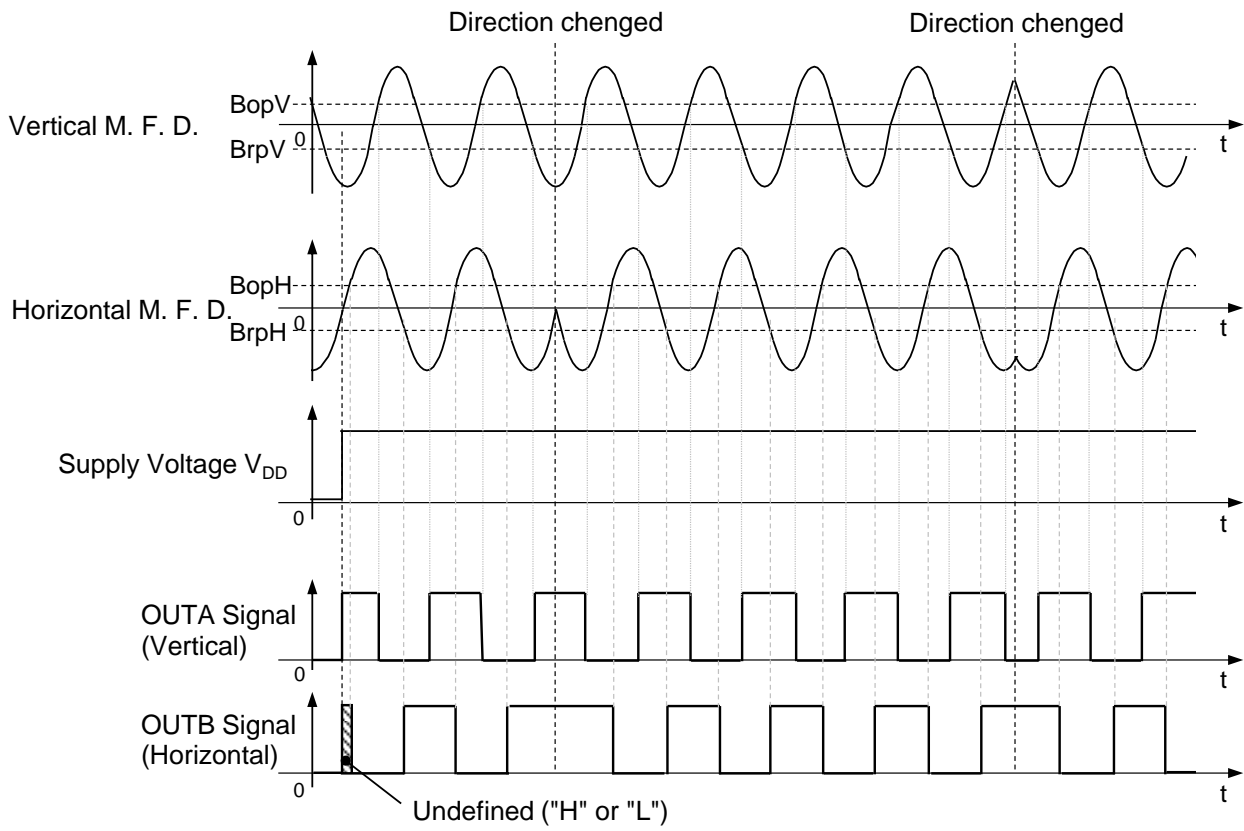 Direction chenged
Direction chenged
Vertical M. F. D.
BopV
0
BrpV
t
Horizontal M. F. D.
BopH
0
BrpH
t
Supply Voltage VDD
0
t
OUTA Signal
(Vertical)
0
t
OUTB Signal
(Horizontal)
0
t
Undefined ("H" or "L")